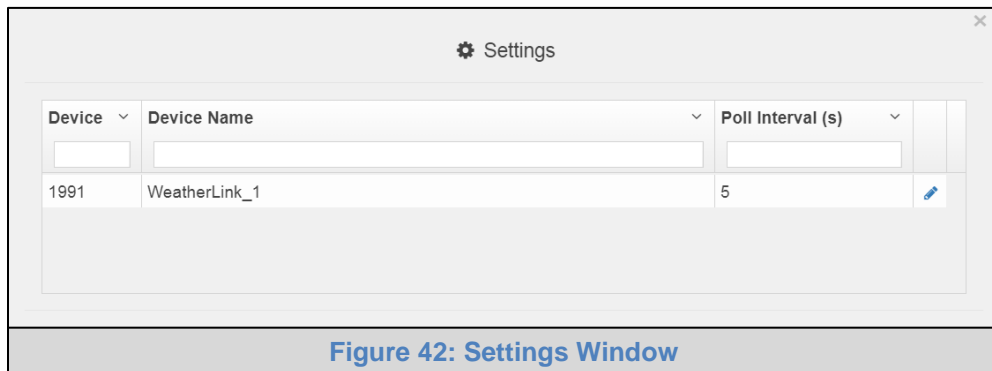 ×
Settings
Device Device Name Poll Interval (s)
1991 WeatherLink_1 5
Figure 42: Settings Window